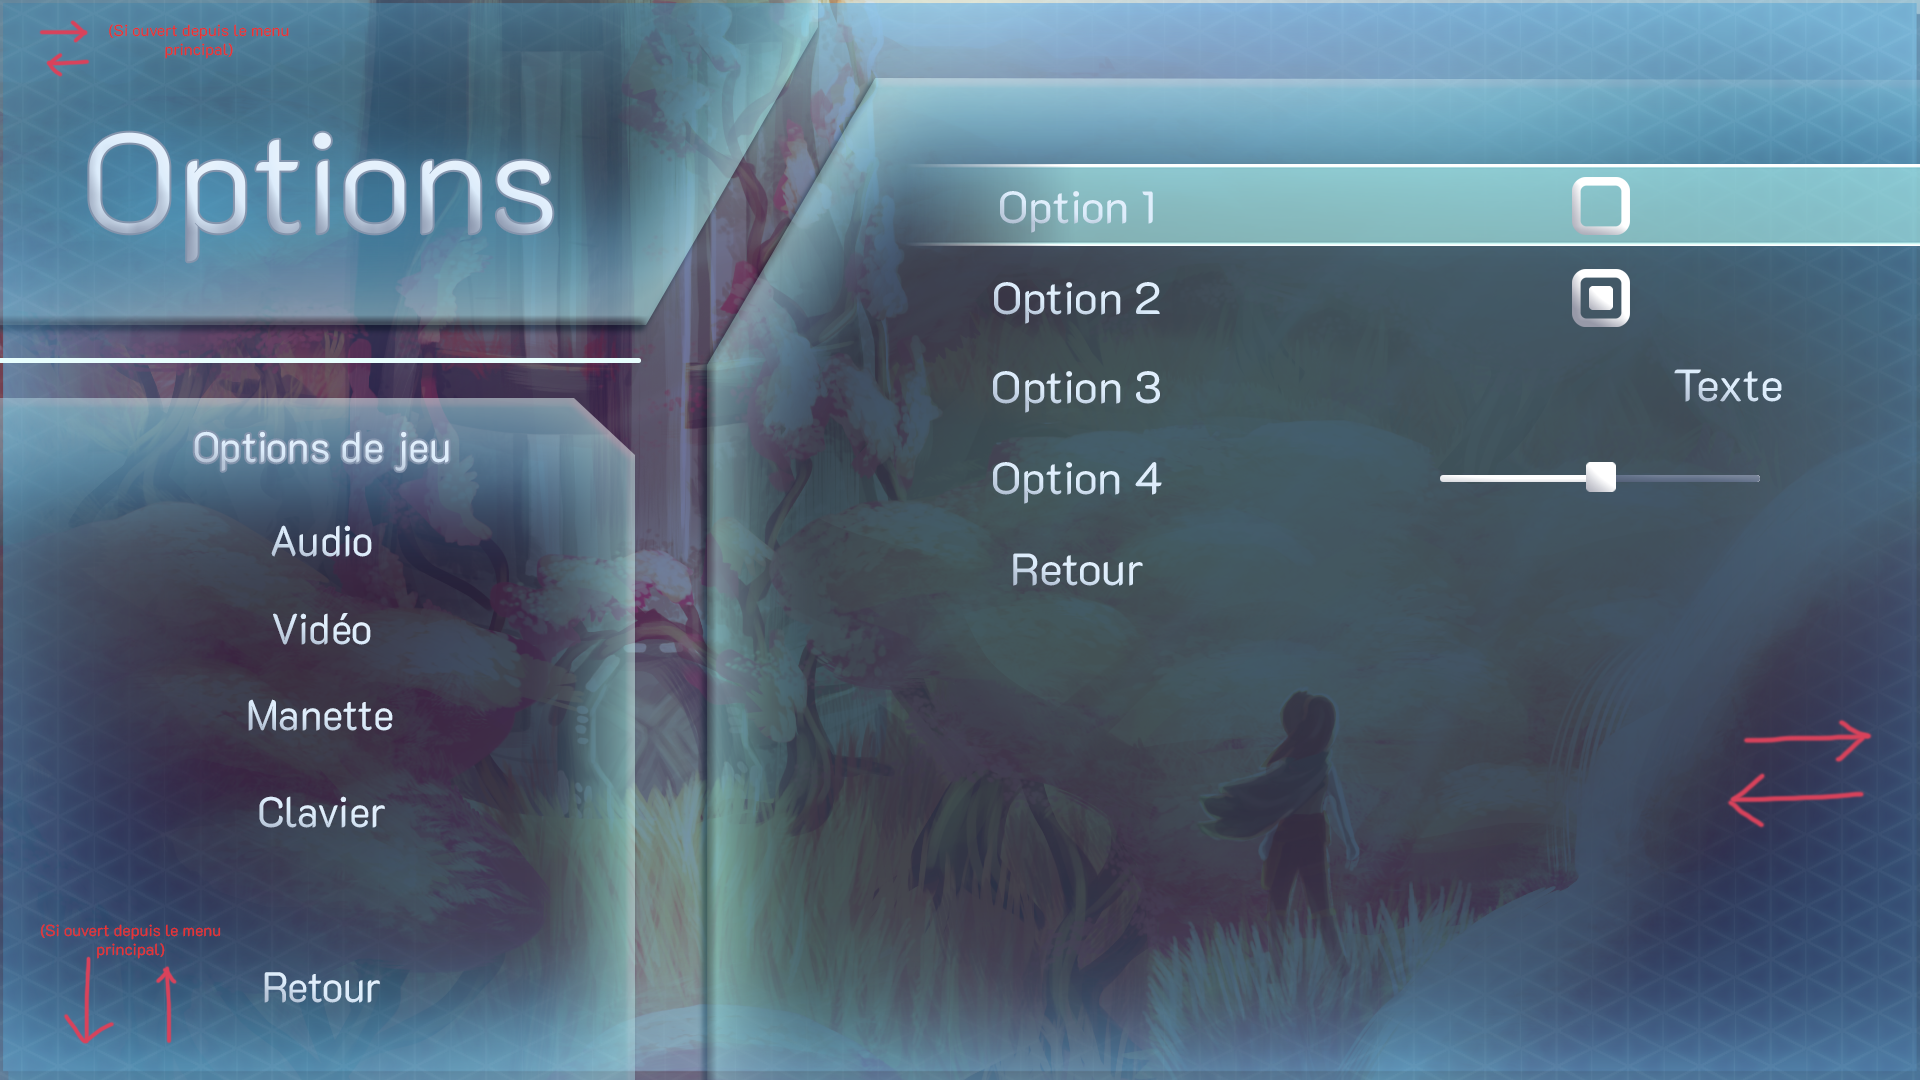 (Si ouvert depuis le menu
principal)
Options
Options de jeu
Audio
Vidéo
Manette
Clavier
(Si ouvert depuis le menu
principal)
Retour
Option 1
Option 2
Option 3
Texte
Option 4
Retour